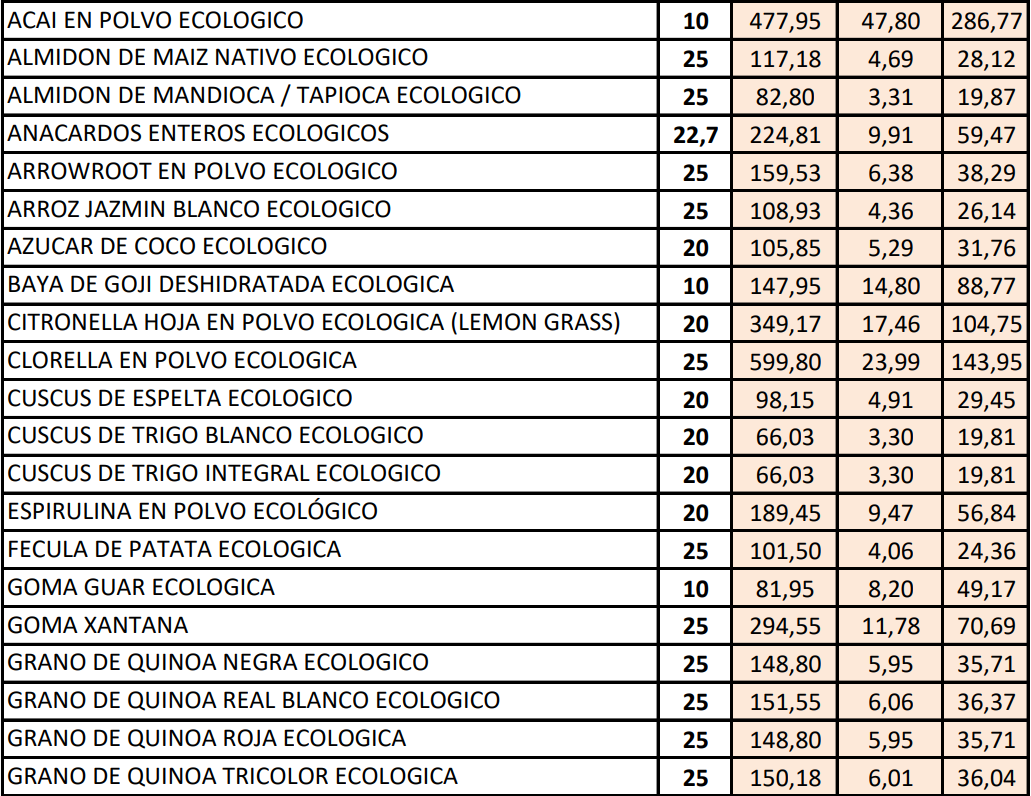 ACAI EN POLVO ECOLOGICO 10 477,95 47,80 286,77
ALMIDON DE MAIZ NATIVO ECOLOGICO 25 117,18 4,69 28,12
ALMIDON DE MANDIOCA / TAPIOCA ECOLOGICO 25 82,80 3,31 19,87
ANACARDOS ENTEROS ECOLOGICOS 22,7 224,81 9,91 59,47
ARROWROOT EN POLVO ECOLOGICO 25 159,53 6,38 38,29
ARROZ JAZMIN BLANCO ECOLOGICO 25 108,93 4,36 26,14
AZUCAR DE COCO ECOLOGICO 20 105,85 5,29 31,76
BAYA DE GOJI DESHIDRATADA ECOLOGICA 10 147,95 14,80 88,77
CITRONELLA HOJA EN POLVO ECOLOGICA (LEMON GRASS) 20 349,17 17,46 104,75
CLORELLA EN POLVO ECOLOGICA 25 599,80 23,99 143,95
CUSCUS DE ESPELTA ECOLOGICO 20 98,15 4,91 29,45
CUSCUS DE TRIGO BLANCO ECOLOGICO 20 66,03 3,30 19,81
CUSCUS DE TRIGO INTEGRAL ECOLOGICO 20 66,03 3,30 19,81
ESPIRULINA EN POLVO ECOLÓGICO 20 189,45 9,47 56,84
FECULA DE PATATA ECOLOGICA 25 101,50 4,06 24,36
GOMA GUAR ECOLOGICA 10 81,95 8,20 49,17
GOMA XANTANA 25 294,55 11,78 70,69
GRANO DE QUINOA NEGRA ECOLOGICO 25 148,80 5,95 35,71
GRANO DE QUINOA REAL BLANCO ECOLOGICO 25 151,55 6,06 36,37
GRANO DE QUINOA ROJA ECOLOGICA 25 148,80 5,95 35,71
GRANO DE QUINOA TRICOLOR ECOLOGICA 25 150,18 6,01 36,04